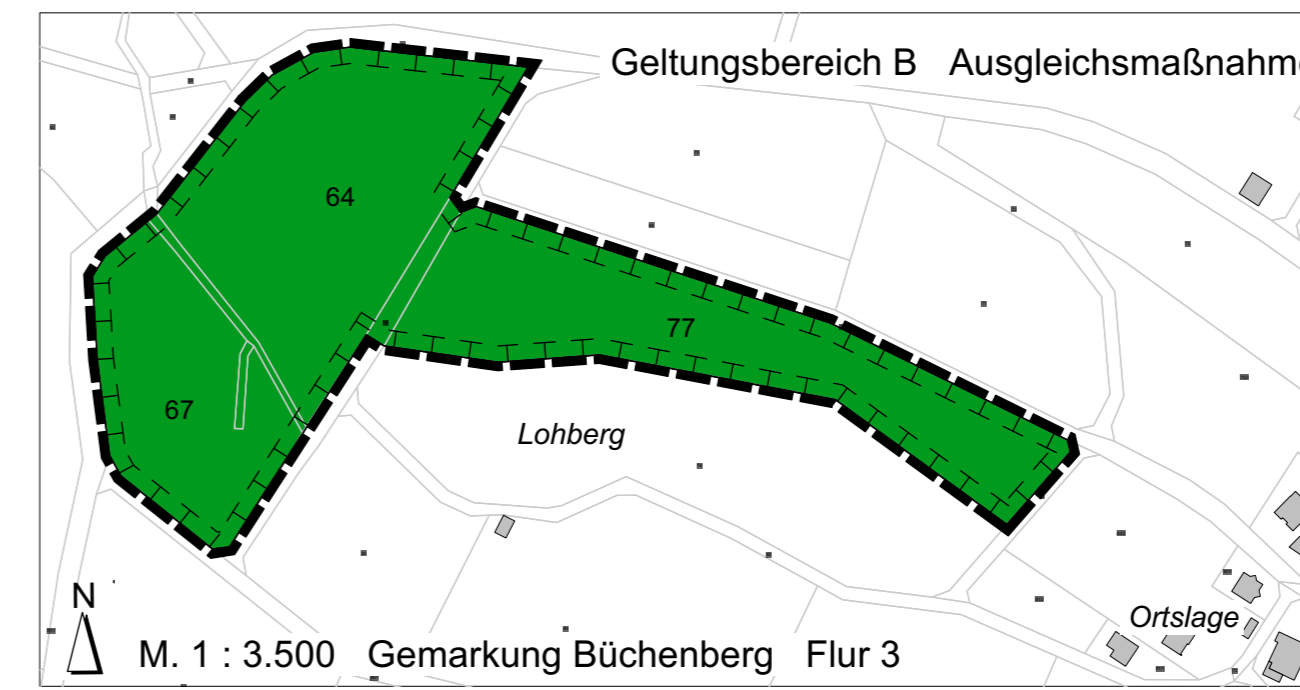 Geltungsbereich B Ausgleichsmaßnahme
64
77
67
Lohberg
N
Ortslage
M. 1 : 3.500 Gemarkung Büchenberg Flur 3